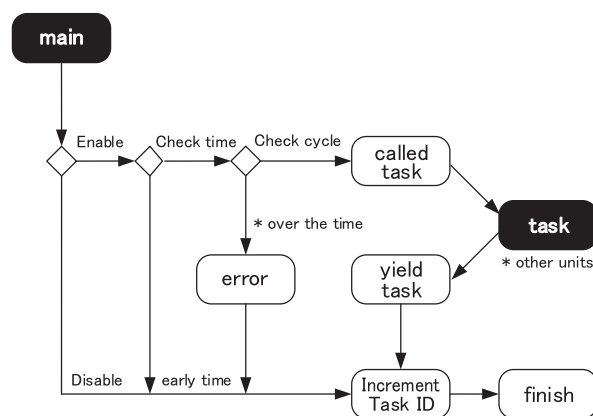 main
Enable
Check time
Check cycle
called
task
* over the time
task
* other units
error
yield
task
Disable
early time
Increment
Task ID
finish